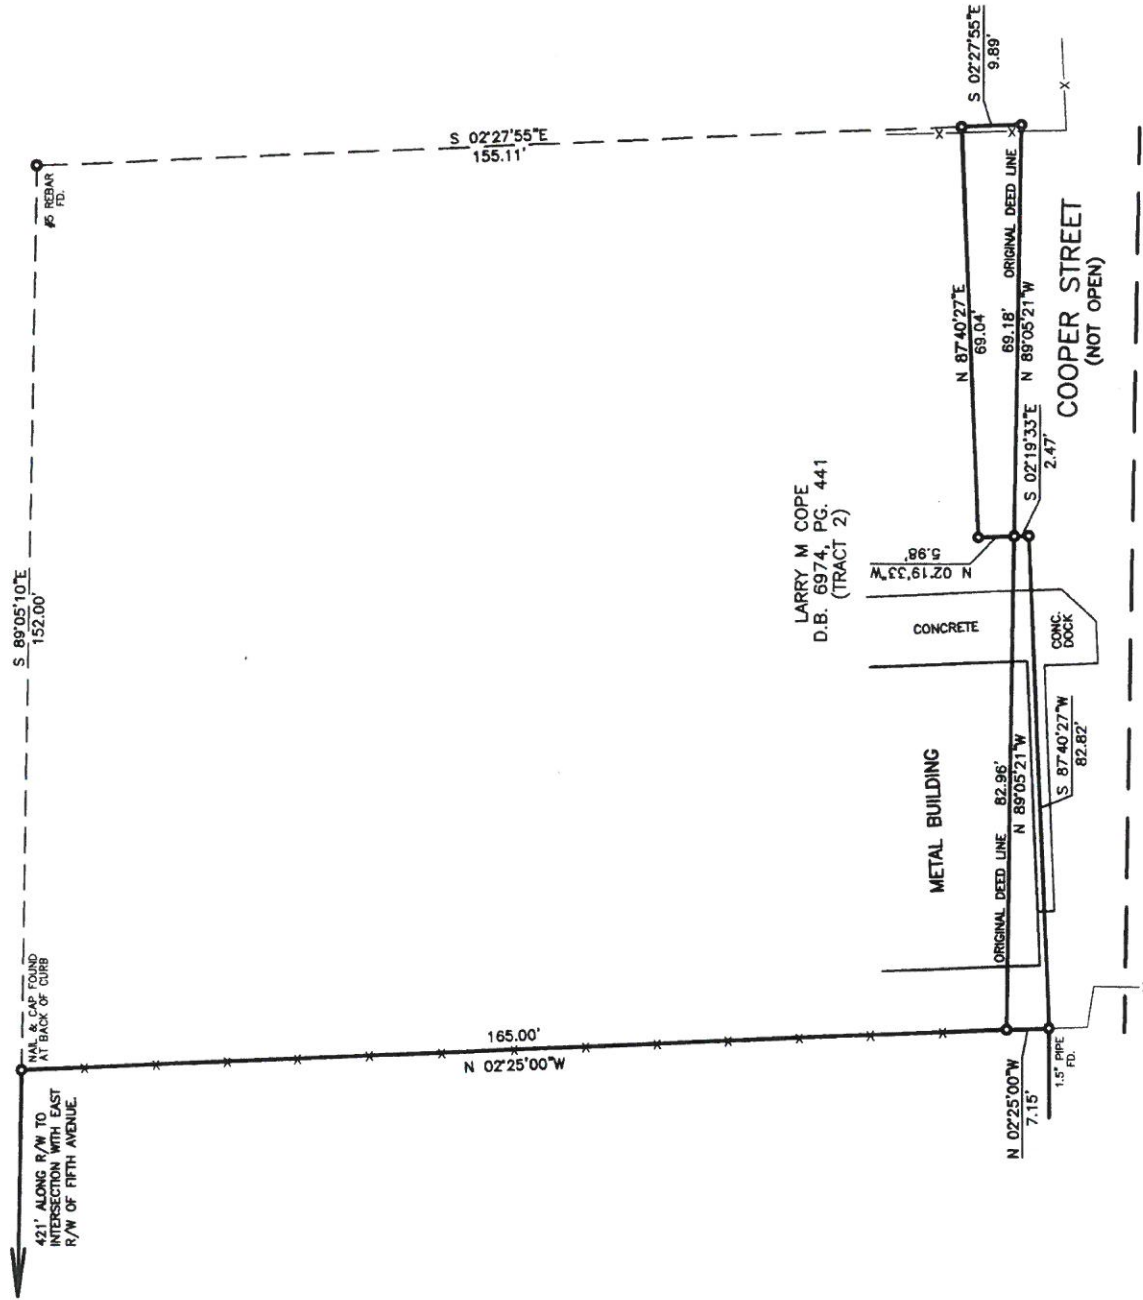 421' ALONG R/W TO
INTERSECTION WITH EAST
R/W OF FIFTH AVENUE.
NAIL & CAP FOUND
AT BACK OF CURB
S 89°05'10"E
152.00'
#5 REBAR
FD.
165.00'
N 02°25'00"W
S 02°27'55"E
155.11'
LARRY M COPE
D.B. 6974, PG. 441
(TRACT 2)
N 02°19'33"W
5.98'
CONCRETE
METAL BUILDING
N 87°40'27"E
69.04'
S 02°27'55"E
9.89'
ORIGINAL DEED LINE
69.18'
N 89°05'21"W
ORIGINAL DEED LINE 82.96'
N 89°05'21"W
S 02°19'33"E
2.47'
CONC.
DOCK
S 87°40'27"W
82.82'
N 02°25'00"W
7.15'
1.5" PIPE
FD.
COOPER STREET
(NOT OPEN)